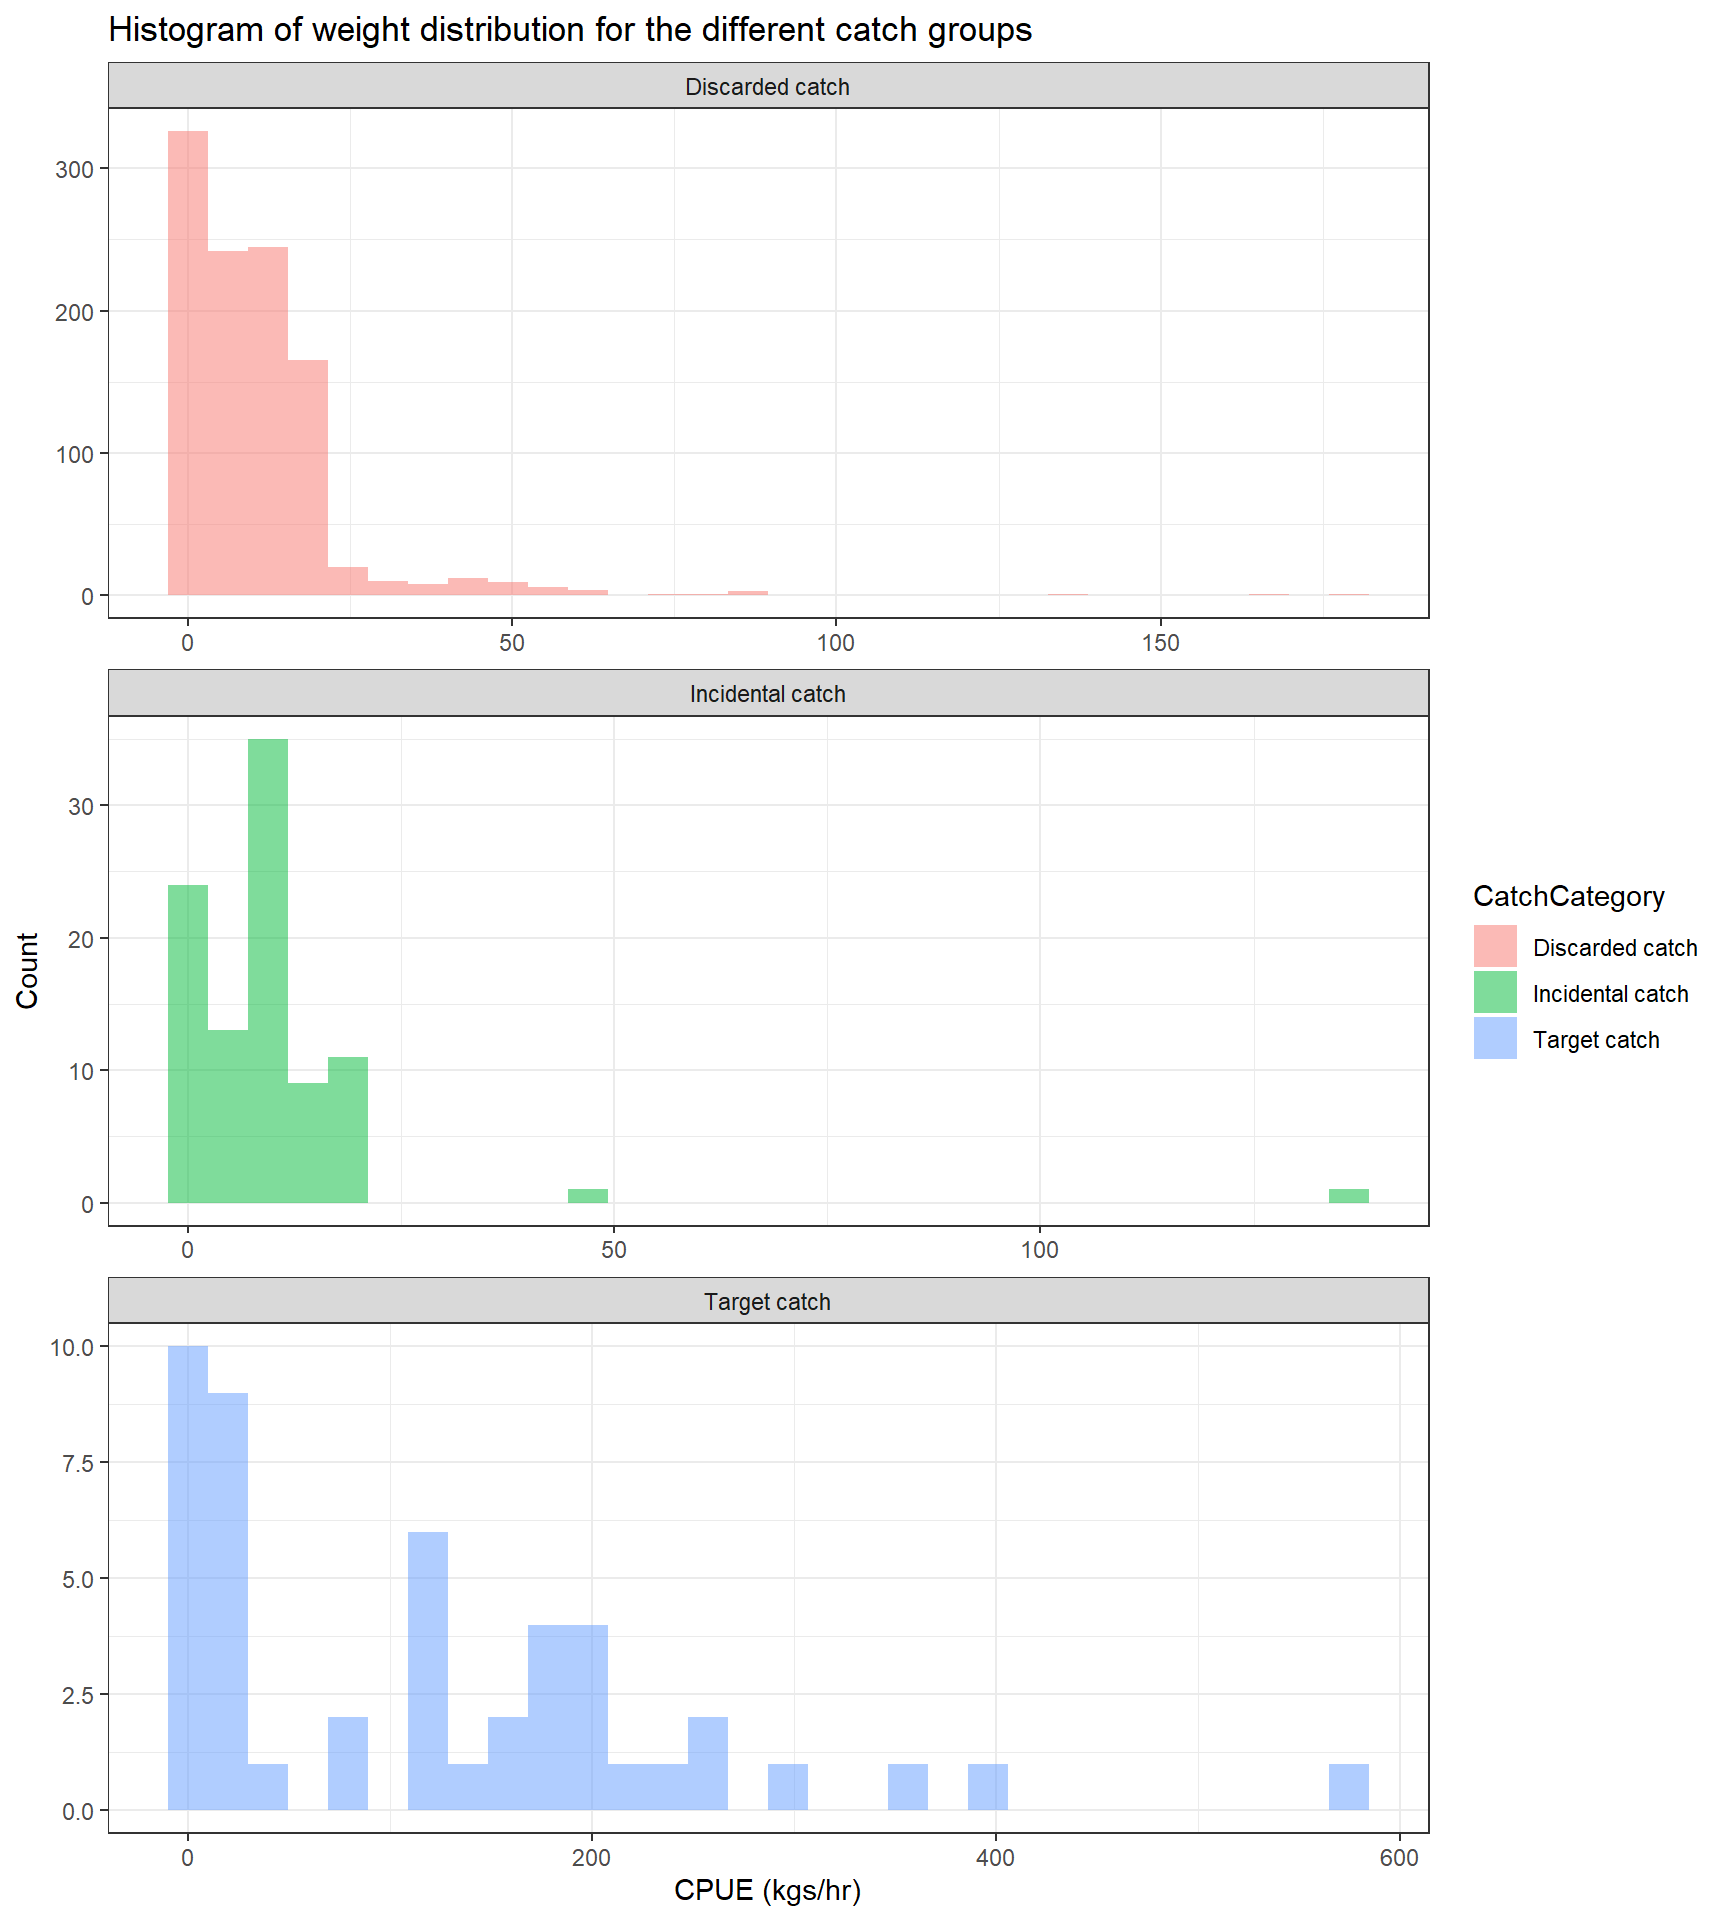 Histogram of weight distribution for the different catch groups
Discarded catch
300
200
100
0
0 50 100 150
Incidental catch
30
20
10
0
0 50 100
Target catch
10.0
7.5
5.0
2.5
0.0
0 200 400 600
CPUE (kgs/hr)
Count
CatchCategory
Discarded catch
Incidental catch
Target catch